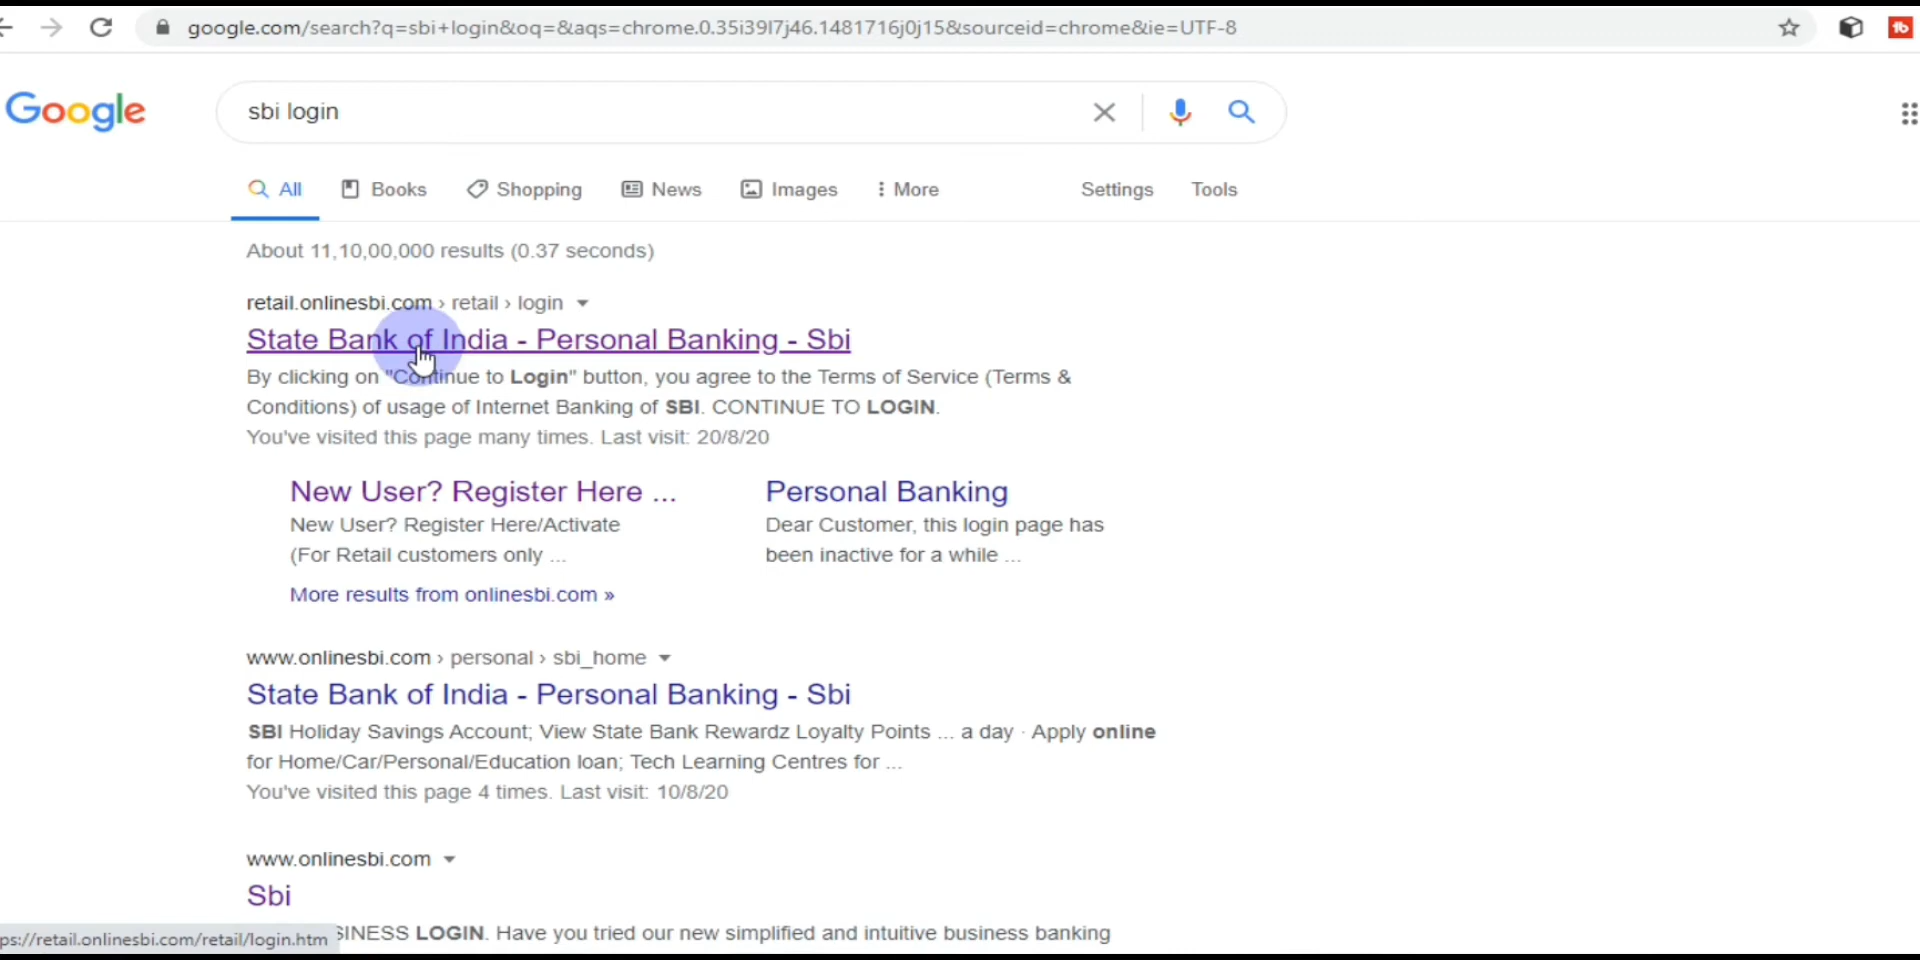 google.com/search?q=sbi+login&oq=&aqs=chrome.0.35i39l7j46.1481716j0j15&sourceid=chrome&ie=UTF-8
Google
sbi login
All Books Shopping News Images More Settings Tools
About 11,10,00,000 results (0.37 seconds)
retail.onlinesbi.com › retail › login
State Bank of India - Personal Banking - Sbi
By clicking on "Continue to Login" button, you agree to the Terms of Service (Terms &
Conditions) of usage of Internet Banking of SBI. CONTINUE TO LOGIN.
You've visited this page many times. Last visit: 20/8/20
New User? Register Here ... Personal Banking
New User? Register Here/Activate Dear Customer, this login page has
(For Retail customers only ... been inactive for a while ...
More results from onlinesbi.com »
www.onlinesbi.com › personal › sbi_home
State Bank of India - Personal Banking - Sbi
SBI Holiday Savings Account; View State Bank Rewardz Loyalty Points ... a day · Apply online
for Home/Car/Personal/Education loan; Tech Learning Centres for ...
You've visited this page 4 times. Last visit: 10/8/20
www.onlinesbi.com
Sbi
SINESS LOGIN. Have you tried our new simplified and intuitive business banking
ps://retail.onlinesbi.com/retail/login.htm